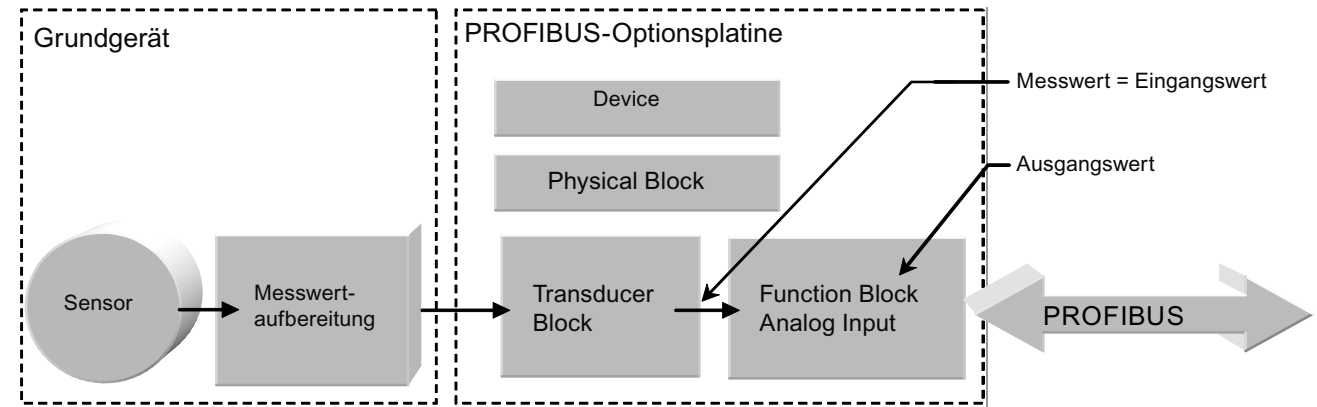 Grundgerät
PROFIBUS-Optionsplatine
Device
Messwert = Eingangswert
Physical Block
Ausgangswert
Sensor
Messwert-
aufbereitung
Transducer
Block
Function Block
Analog Input
PROFIBUS